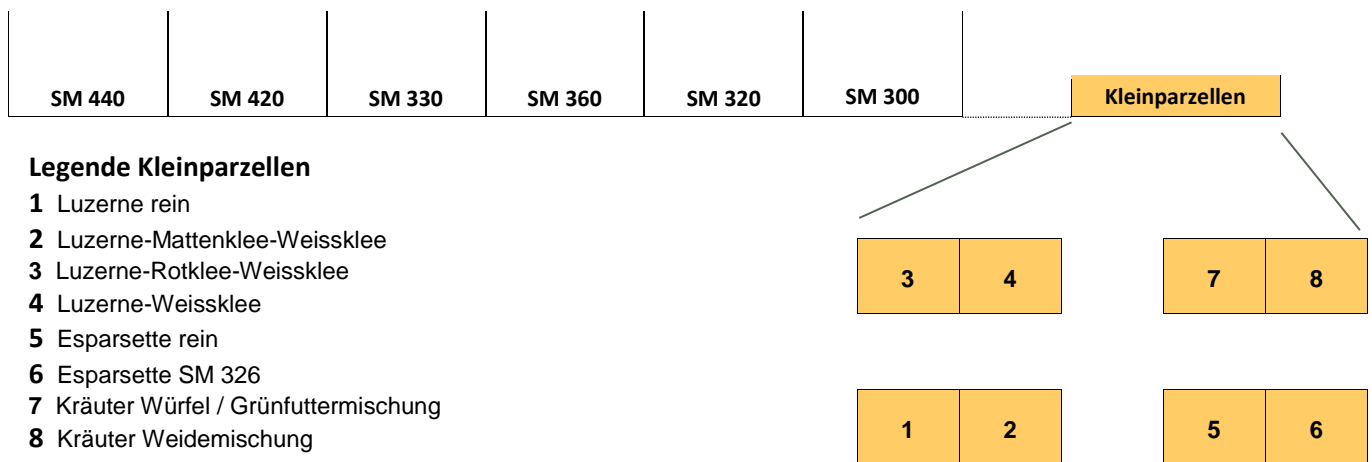 SM 440 SM 420 SM 330 SM 360 SM 320 SM 300 Kleinparzellen
Legende Kleinparzellen
1 Luzerne rein
2 Luzerne-Mattenklee-Weissklee
3 Luzerne-Rotklee-Weissklee
4 Luzerne-Weissklee
5 Esparsette rein
6 Esparsette SM 326
7 Kräuter Würfel / Grünfuttermischung
8 Kräuter Weidemischung
3 4 7 8
1 2 5 6